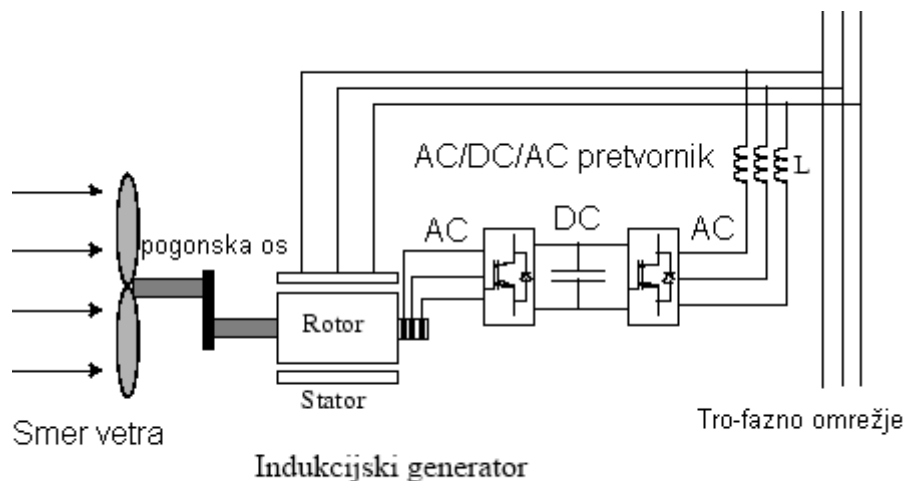 AC/DC/AC pretvornik
L
AC
DC
AC
pogonska os
Rotor
Stator
Smer vetra
Tro-fazno omrežje
Indukcijski generator